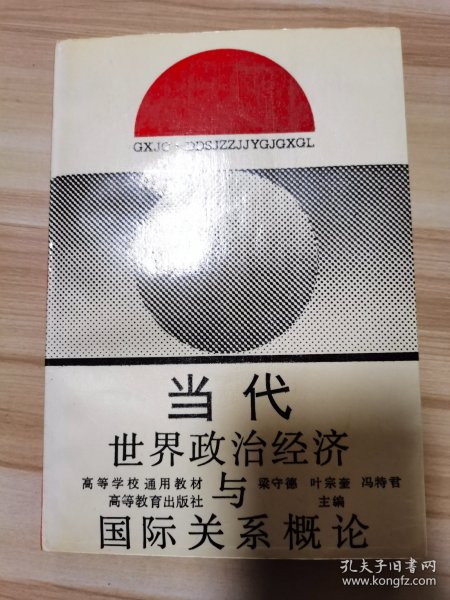 GXJC·DDSJZZJJYGJGXGL
当代
世界政治经济
高等学校通用教材
高等教育出版社
与
梁守德 叶宗奎 冯特君
主编
国际关系概论
孔夫子旧书网
www.kongfz.com